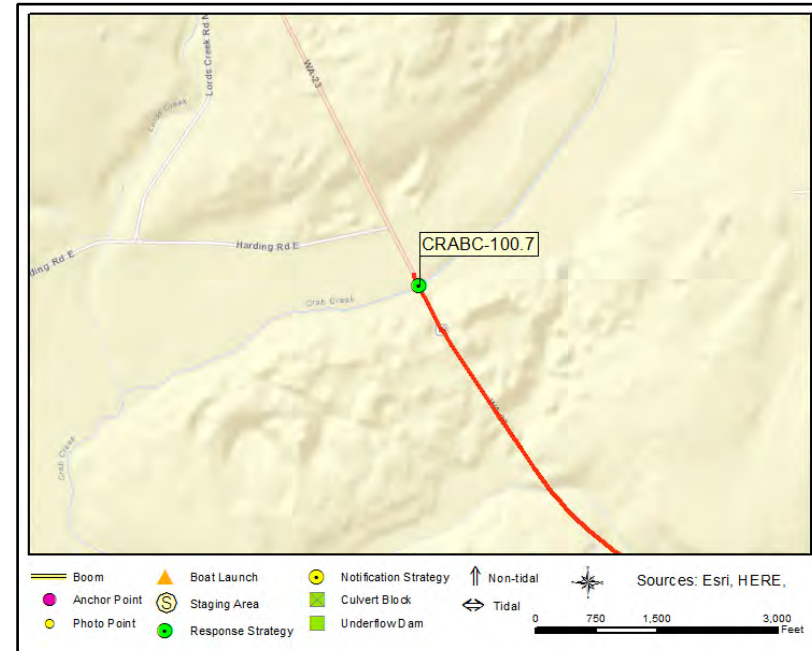 Lords Creek Rd N
WA-23
Lords Creek
Harding Rd E
ding Rd E
CRABC-100.7
Crab Creek
Crab Creek
Boom
Boat Launch
Notification Strategy
Non-tidal
Sources: Esri, HERE,
Anchor Point
S Staging Area
Culvert Block
Tidal
Photo Point
Response Strategy
Underflow Dam
0 750 1,500 3,000
Feet